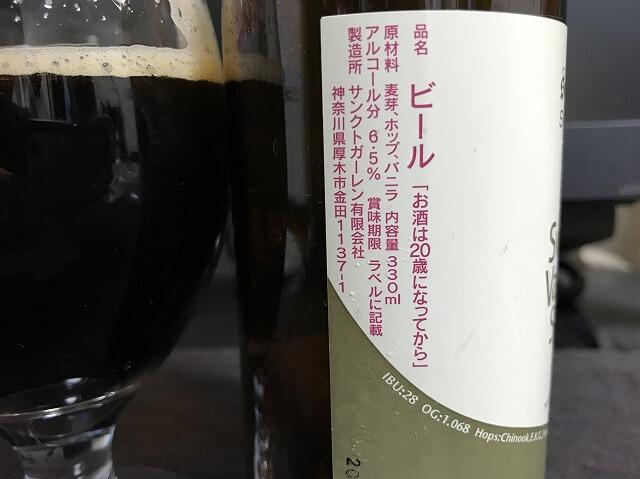 品名 ビール 「お酒は20歳になってから」
原材料 麦芽、ホップ、バニラ 内容量 330ml
アルコール分 6.5% 賞味期限 ラベルに記載
製造所 サンクトガーレン有限会社
神奈川県厚木市金田1137-1
IBU:28 OG:1.068 Hops:Chinook,E.K.G,
20